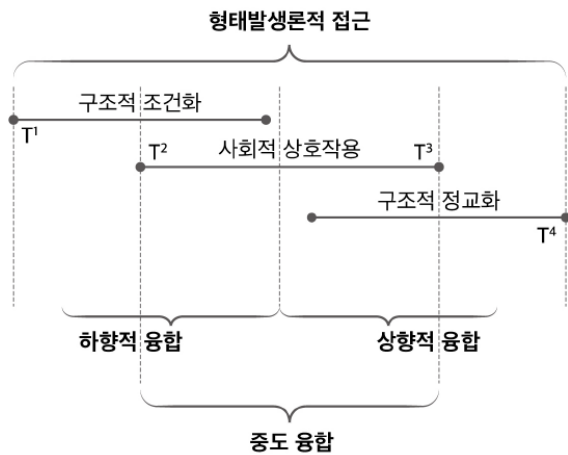 형태발생론적 접근
구조적 조건화
T¹
T² 사회적 상호작용 T³
구조적 정교화
T⁴
하향적 융합 상향적 융합
중도 융합